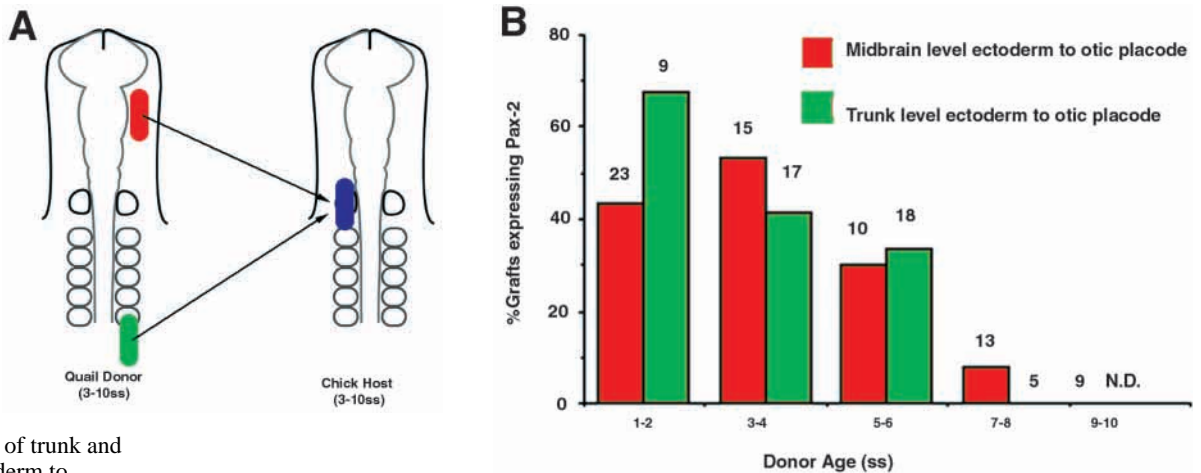 A
Quail Donor
(3-10ss)
Chick Host
(3-10ss)
of trunk and
derm to
B
%Grafts expressing Pax-2
80
60
40
20
0
Midbrain level ectoderm to otic placode
Trunk level ectoderm to otic placode
23
9
15
17
10
18
13
5
9
N.D.
1-2
3-4
5-6
7-8
9-10
Donor Age (ss)